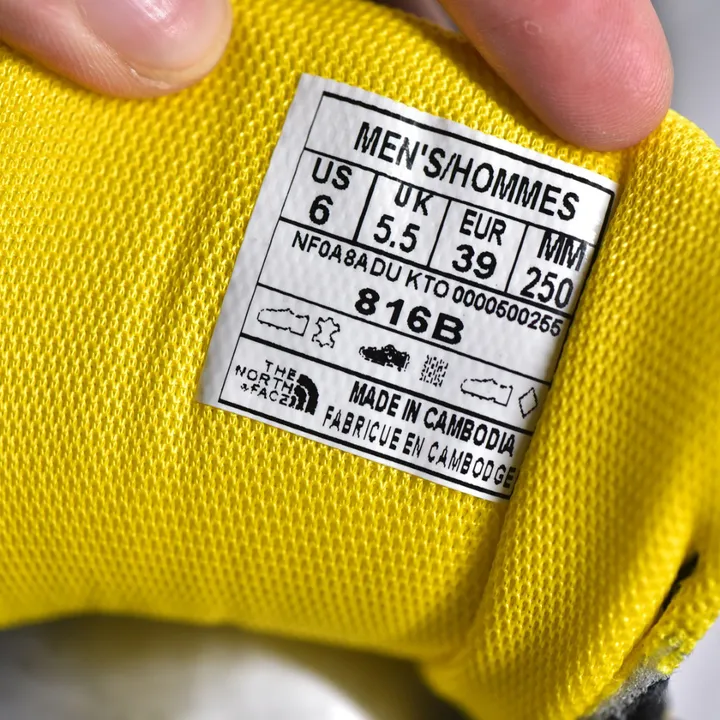 MEN'S/HOMMES
US UK EUR MM
6 5.5 39 250
NF0A8ADU KT0 0000500255
816B
THE
NORTH
FACE
MADE IN CAMBODIA
FABRICUE EN CAMBODGE